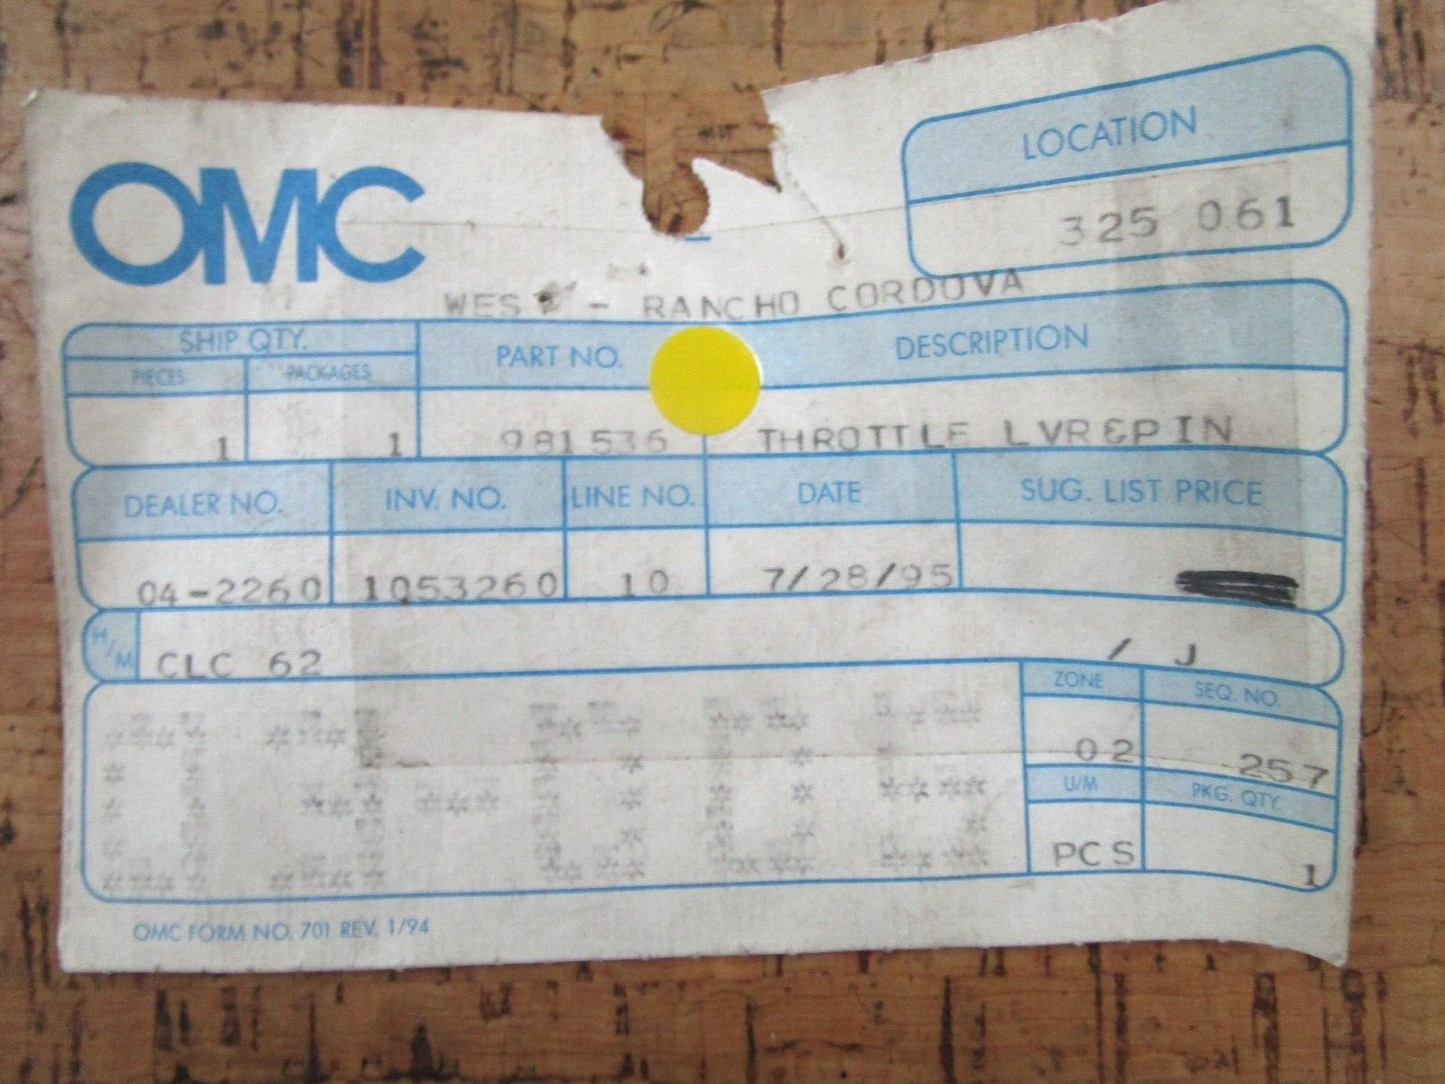 OMC
LOCATION
325 061
WEST - RANCHO CORDOVA
SHIP QTY. PART NO. DESCRIPTION
PIECES PACKAGES
1 1 981536 THROTTLE LVR&PIN
DEALER NO. INV. NO. LINE NO. DATE SUG. LIST PRICE
04-2260 1053260 10 7/28/95
H/M CLC 62 / J
ZONE SEQ. NO.
02 257
U/M PKG. QTY.
PCS 1
OMC FORM NO. 701 REV. 1/94